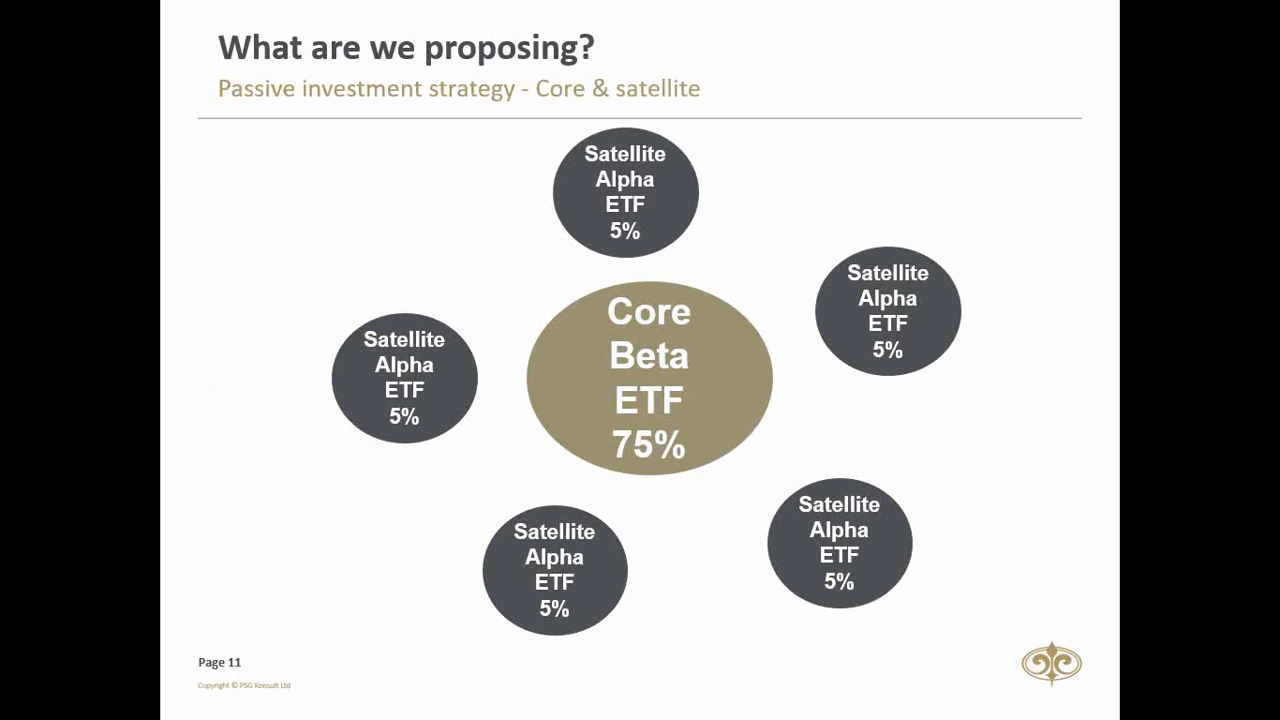 What are we proposing?
Passive investment strategy - Core & satellite
Satellite
Alpha
ETF
5%
Satellite
Alpha
ETF
5%
Core
Beta
ETF
75%
Satellite
Alpha
ETF
5%
Satellite
Alpha
ETF
5%
Satellite
Alpha
ETF
5%
Page 11
Copyright © PSG Konsult Ltd